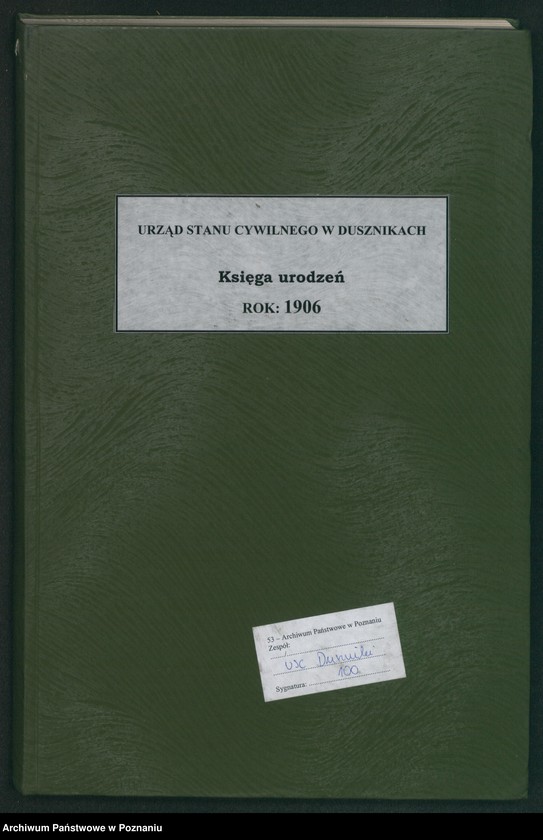 URZĄD STANU CYWILNEGO W DUSZNIKACH
Księga urodzeń
ROK: 1906
53 – Archiwum Państwowe w Poznaniu
Zespół:
USC Duszniki
Sygnatura: 100
Archiwum Państwowe w Poznaniu